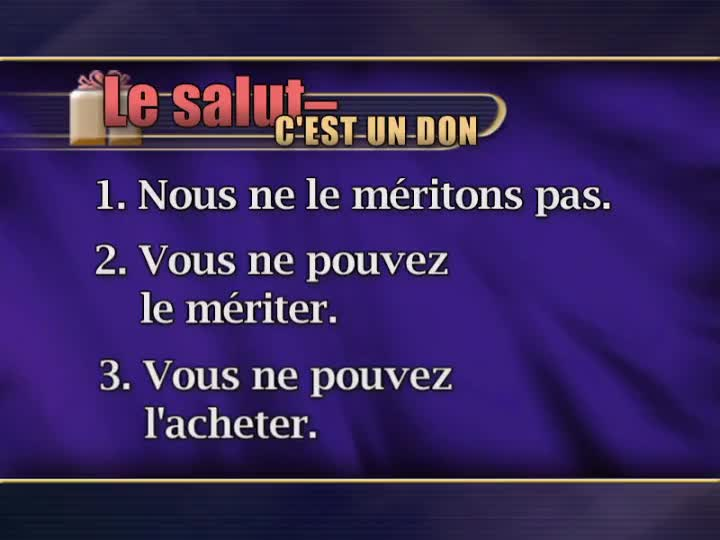 Le salut–
C'EST UN DON
1. Nous ne le méritons pas.
2. Vous ne pouvez
le mériter.
3. Vous ne pouvez
l'acheter.